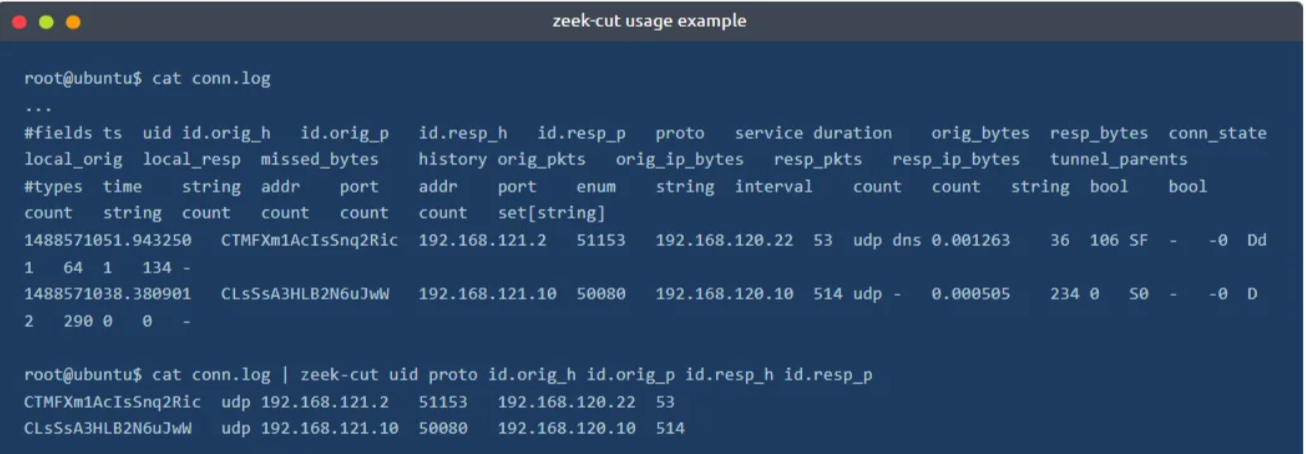 zeek-cut usage example
root@ubuntu$ cat conn.log
...
#fields ts uid id.orig_h id.orig_p id.resp_h id.resp_p proto service duration orig_bytes resp_bytes conn_state
local_orig local_resp missed_bytes history orig_pkts orig_ip_bytes resp_pkts resp_ip_bytes tunnel_parents
#types time string addr port addr port enum string interval count count string bool bool
count string count count count count set[string]
1488571051.943250 CTMFXm1AcIsSnq2Ric 192.168.121.2 51153 192.168.120.22 53 udp dns 0.001263 36 106 SF - -0 Dd
1 64 1 134 -
1488571038.380901 CLsSsA3HLB2N6uJwW 192.168.121.10 50080 192.168.120.10 514 udp - 0.000505 234 0 S0 - -0 D
2 290 0 0 -
root@ubuntu$ cat conn.log | zeek-cut uid proto id.orig_h id.orig_p id.resp_h id.resp_p
CTMFXm1AcIsSnq2Ric udp 192.168.121.2 51153 192.168.120.22 53
CLsSsA3HLB2N6uJwW udp 192.168.121.10 50080 192.168.120.10 514